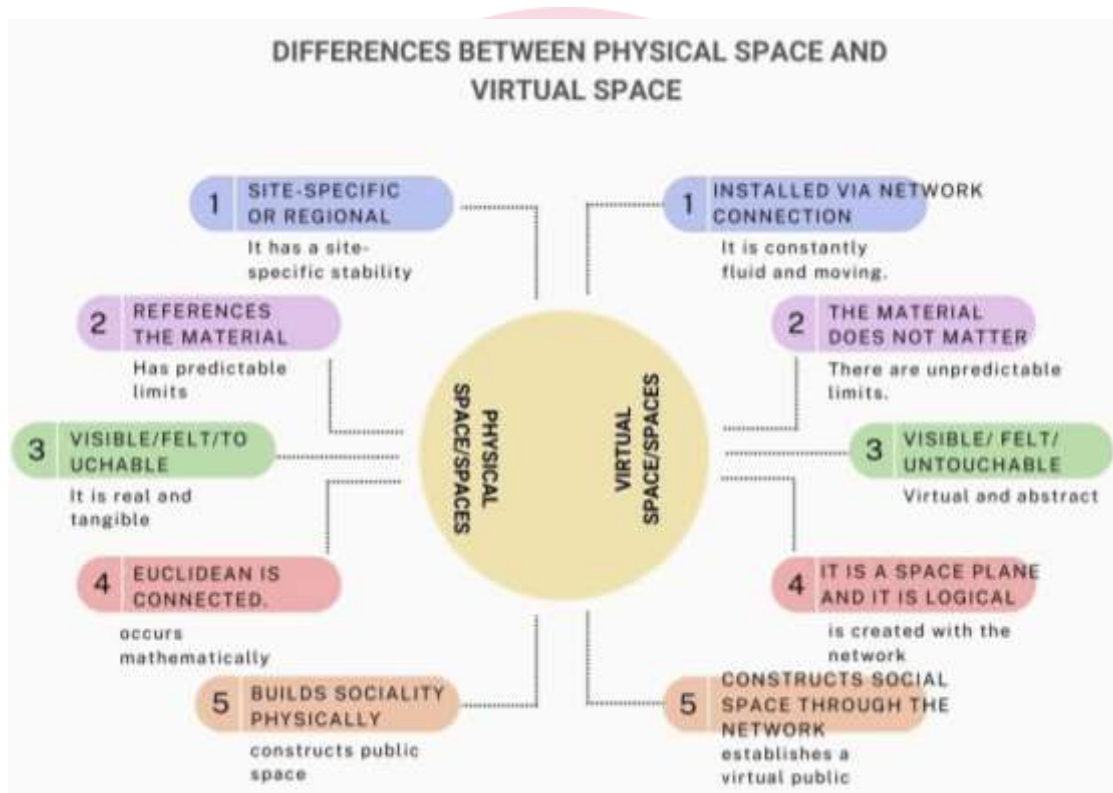 DIFFERENCES BETWEEN PHYSICAL SPACE AND
VIRTUAL SPACE
1
SITE-SPECIFIC
OR REGIONAL
It has a site-
specific stability
2
REFERENCES
THE MATERIAL
Has predictable
limits
3
VISIBLE/FELT/TO
UCHABLE
It is real and
tangible
4
EUCLIDEAN IS
CONNECTED.
occurs
mathematically
5
BUILDS SOCIALITY
PHYSICALLY
constructs public
space
PHYSICAL
SPACE/SPACES
VIRTUAL
SPACE/SPACES
1
INSTALLED VIA NETWORK
CONNECTION
It is constantly
fluid and moving.
2
THE MATERIAL
DOES NOT MATTER
There are unpredictable
limits.
3
VISIBLE/ FELT/
UNTOUCHABLE
Virtual and abstract
4
IT IS A SPACE PLANE
AND IT IS LOGICAL
is created with the
network
5
CONSTRUCTS SOCIAL
SPACE THROUGH THE
NETWORK
establishes a
virtual public